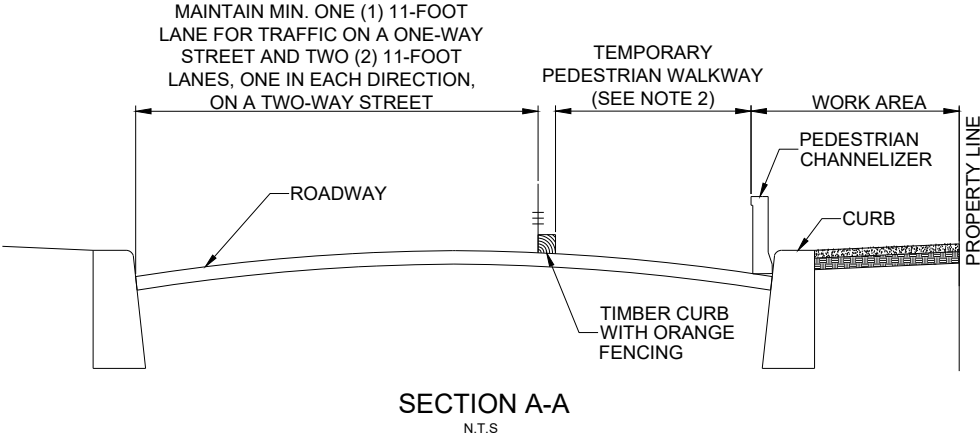 MAINTAIN MIN. ONE (1) 11-FOOT
LANE FOR TRAFFIC ON A ONE-WAY
STREET AND TWO (2) 11-FOOT
LANES, ONE IN EACH DIRECTION,
ON A TWO-WAY STREET
TEMPORARY
PEDESTRIAN WALKWAY
(SEE NOTE 2)
WORK AREA
PROPERTY LINE
PEDESTRIAN
CHANNELIZER
ROADWAY
CURB
TIMBER CURB
WITH ORANGE
FENCING
SECTION A-A
N.T.S